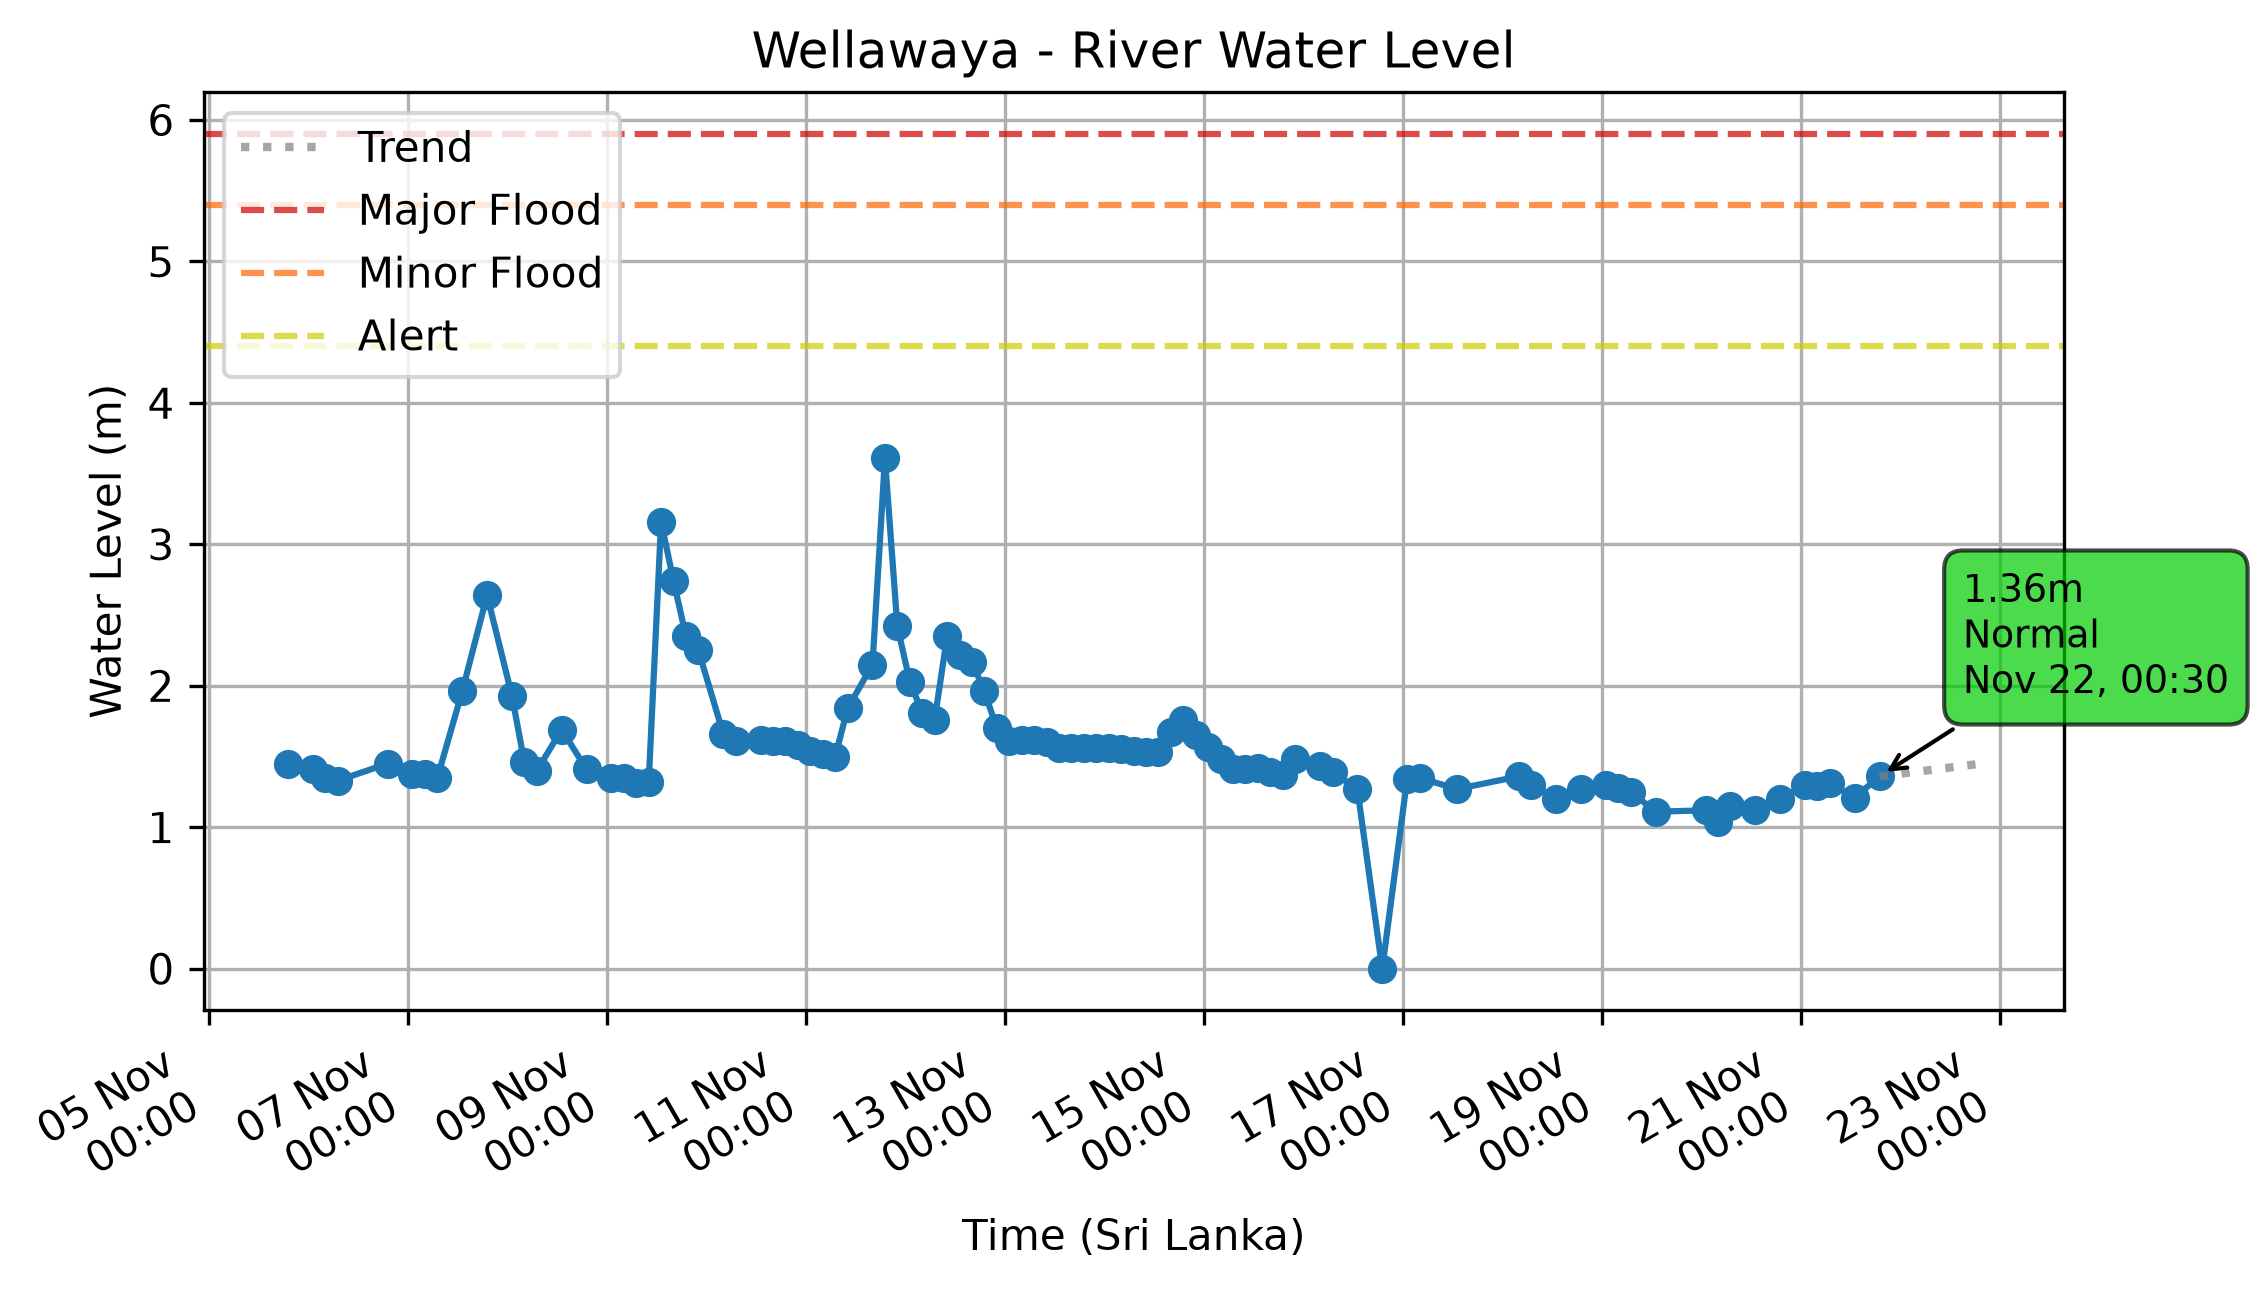 Wellawaya - River Water Level
6
5
4
3
2
1
0
Water Level (m)
Trend
Major Flood
Minor Flood
Alert
1.36m
Normal
Nov 22, 00:30
05 Nov
00:00
07 Nov
00:00
09 Nov
00:00
11 Nov
00:00
13 Nov
00:00
15 Nov
00:00
17 Nov
00:00
19 Nov
00:00
21 Nov
00:00
23 Nov
00:00
Time (Sri Lanka)